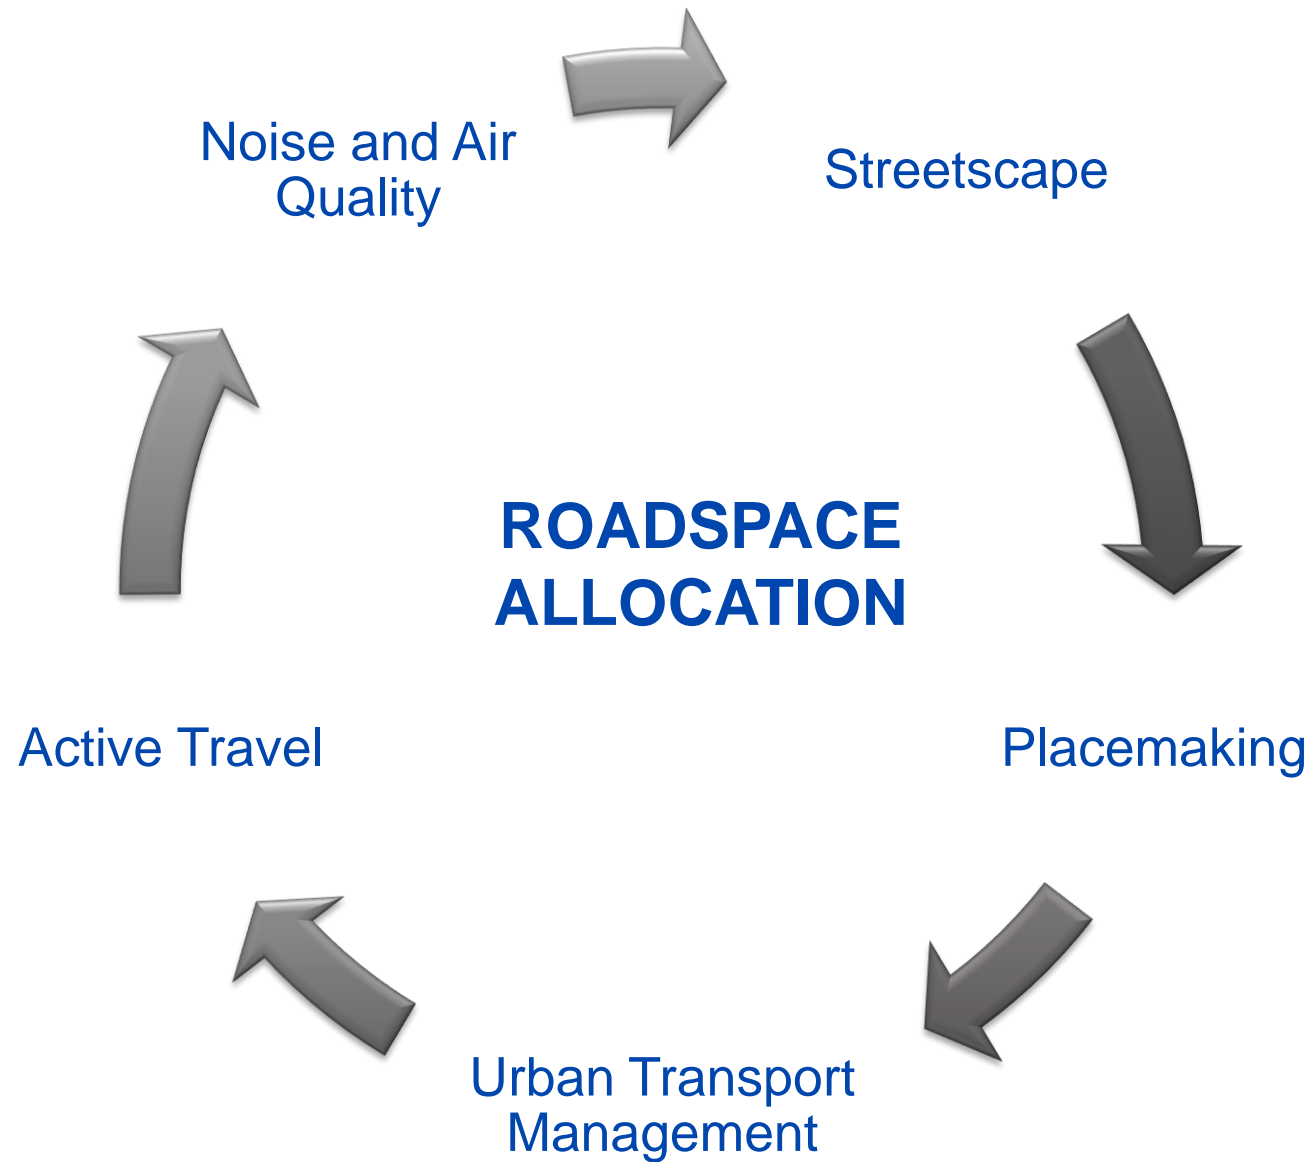 Noise and Air
Quality
Streetscape
ROADSPACE
ALLOCATION
Active Travel
Placemaking
Urban Transport
Management